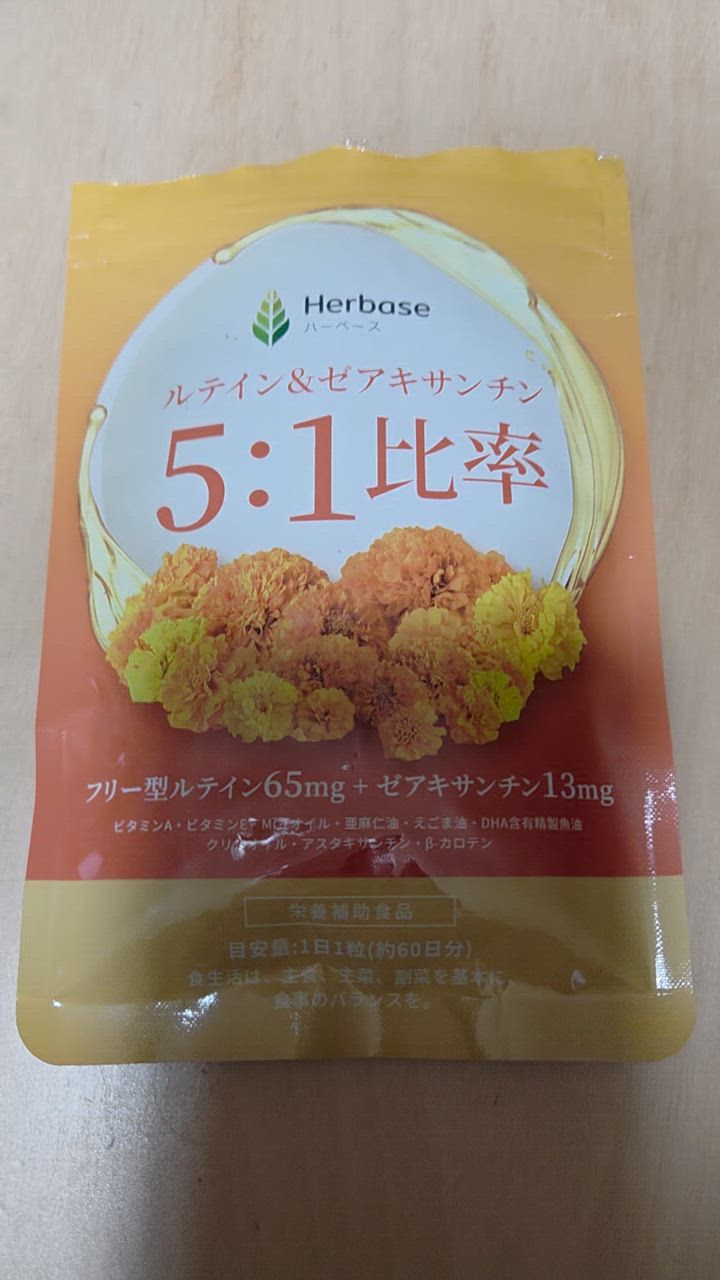 Herbase
ハーベース
ルテイン&ゼアキサンチン
5:1比率
フリー型ルテイン65mg + ゼアキサンチン13mg
ビタミンA・ビタミンE・MCTオイル・亜麻仁油・えごま油・DHA含有精製魚油
クリルオイル・アスタキサンチン・β-カロテン
栄養補助食品
目安量:1日1粒(約60日分)
食生活は、主食、主菜、副菜を基本に、
食事のバランスを。